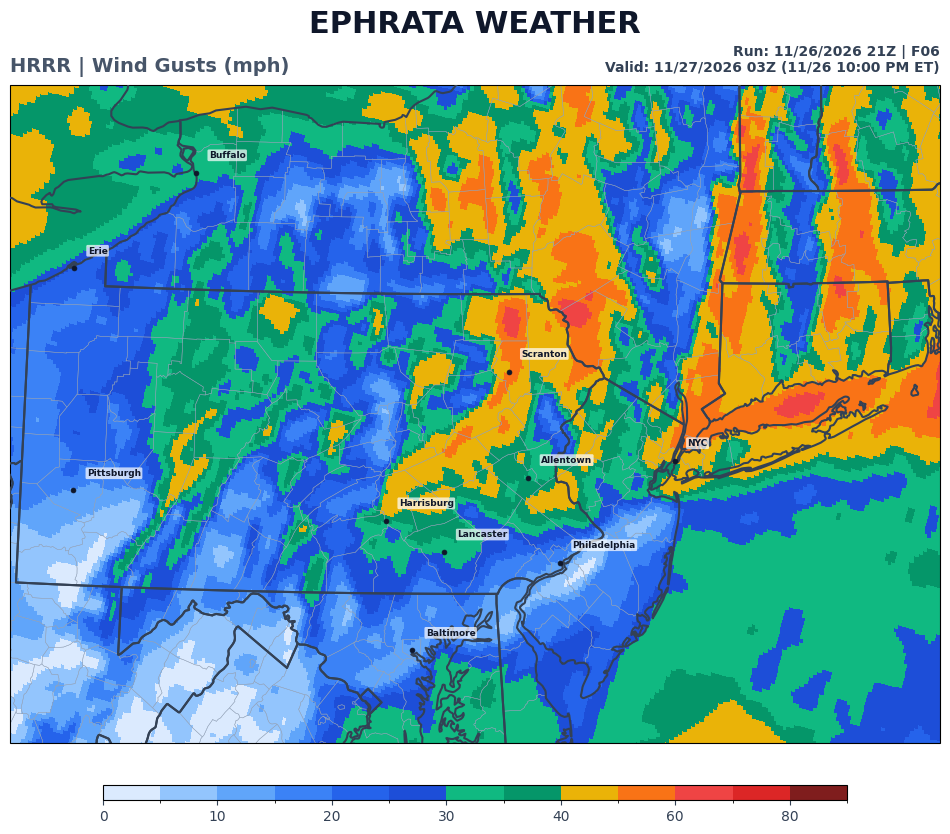 EPHRATA WEATHER
HRRR | Wind Gusts (mph)
Run: 11/26/2026 21Z | F06
Valid: 11/27/2026 03Z (11/26 10:00 PM ET)
Buffalo
Erie
Scranton
NYC
Allentown
Pittsburgh
Harrisburg
Lancaster
Philadelphia
Baltimore
0 10 20 30 40 50 60 70 80